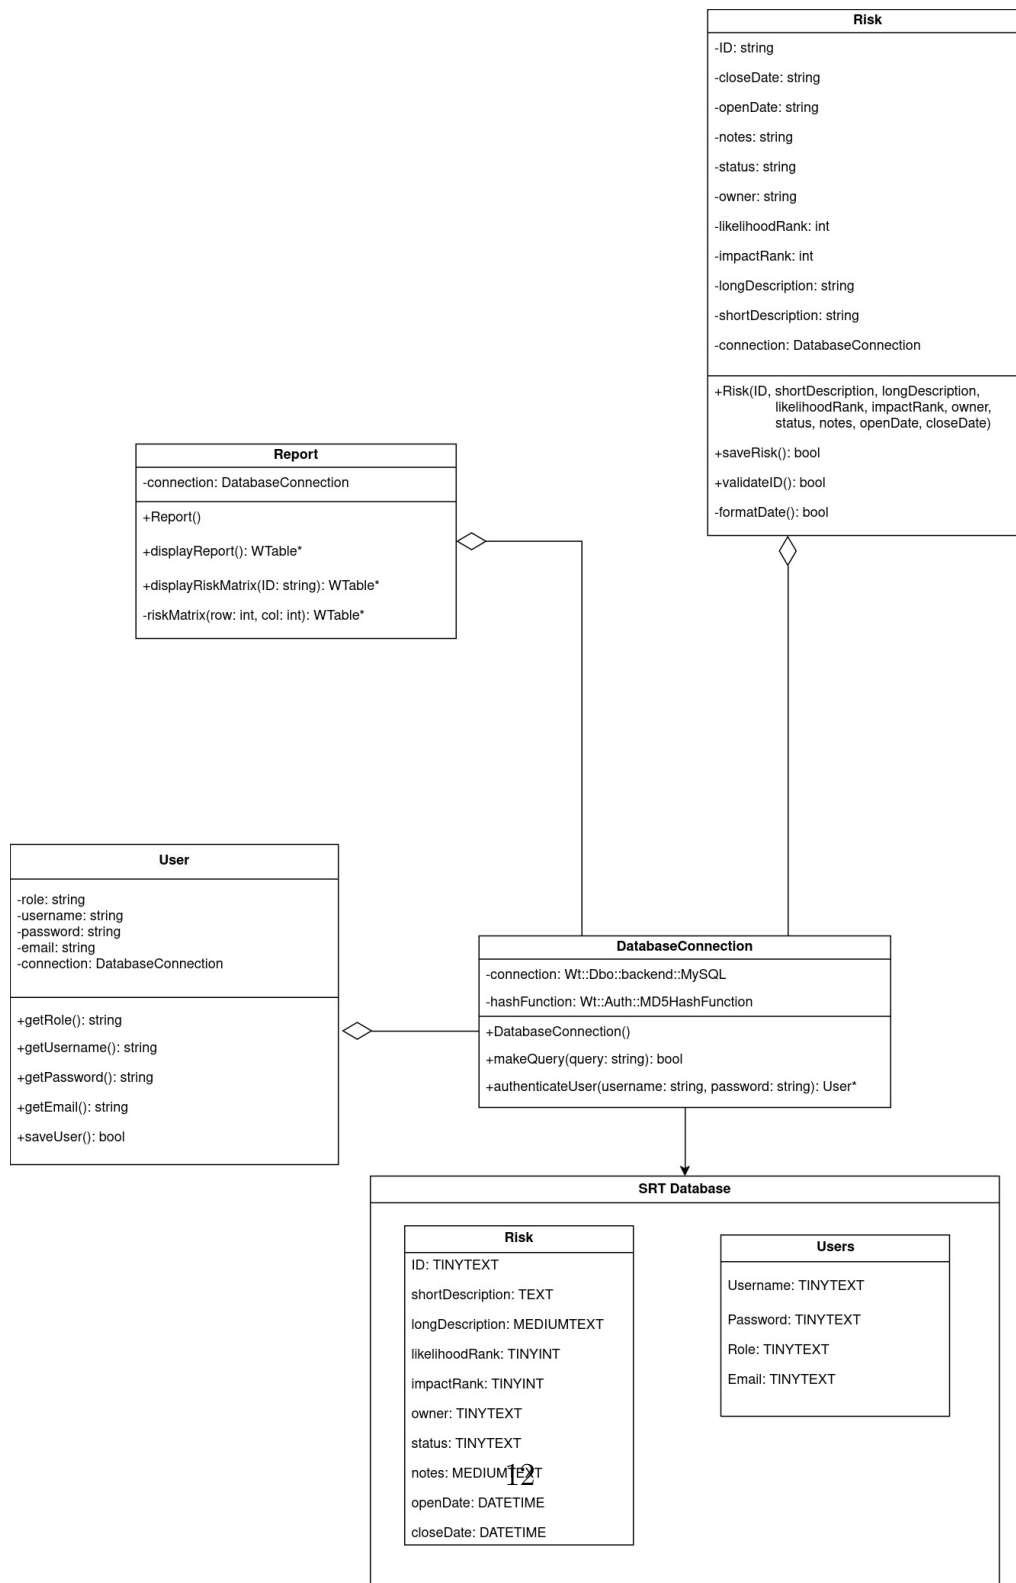 Risk
-ID: string
-closeDate: string
-openDate: string
-notes: string
-status: string
-owner: string
-likelihoodRank: int
-impactRank: int
-longDescription: string
-shortDescription: string
-connection: DatabaseConnection
+Risk(ID, shortDescription, longDescription,
likelihoodRank, impactRank, owner,
status, notes, openDate, closeDate)
+saveRisk(): bool
+validateID(): bool
-formatDate(): bool
Report
-connection: DatabaseConnection
+Report()
+displayReport(): WTable*
+displayRiskMatrix(ID: string): WTable*
-riskMatrix(row: int, col: int): WTable*
User
-role: string
-username: string
-password: string
-email: string
-connection: DatabaseConnection
+getRole(): string
+getUsername(): string
+getPassword(): string
+getEmail(): string
+saveUser(): bool
DatabaseConnection
-connection: Wt::Dbo::backend::MySQL
-hashFunction: Wt::Auth::MD5HashFunction
+DatabaseConnection()
+makeQuery(query: string): bool
+authenticateUser(username: string, password: string): User*
SRT Database
Risk
ID: TINYTEXT
shortDescription: TEXT
longDescription: MEDIUMTEXT
likelihoodRank: TINYINT
impactRank: TINYINT
owner: TINYTEXT
status: TINYTEXT
notes: MEDIUMTEXT
openDate: DATETIME
closeDate: DATETIME
Users
Username: TINYTEXT
Password: TINYTEXT
Role: TINYTEXT
Email: TINYTEXT
12